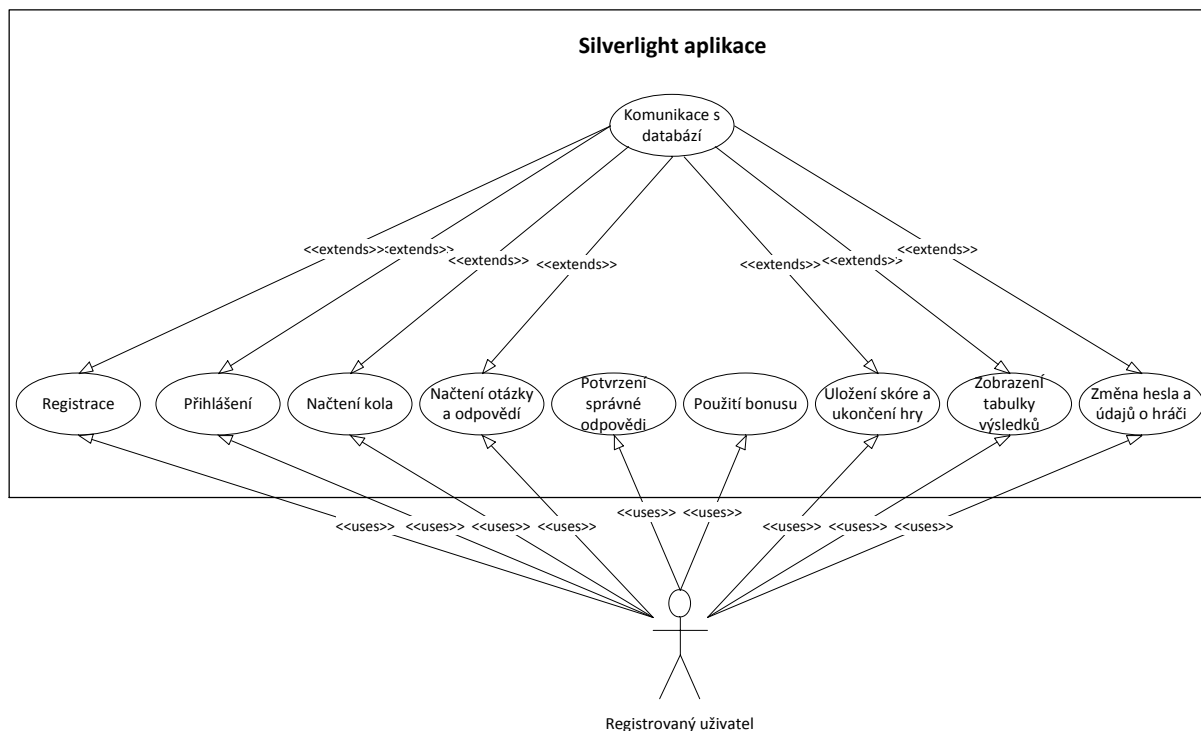 Silverlight aplikace
Komunikace s
databází
<<extends>>
<<extends>>
<<extends>>
<<extends>>
<<extends>>
<<extends>>
<<extends>>
Registrace
Přihlášení
Načtení kola
Načtení otázky
a odpovědí
Potvrzení
správné
odpovědi
Použití bonusu
Uložení skóre a
ukončení hry
Zobrazení
tabulky
výsledků
Změna hesla a
údajů o hráči
<<uses>>
<<uses>>
<<uses>>
<<uses>>
<<uses>>
<<uses>>
<<uses>>
<<uses>>
<<uses>>
Registrovaný uživatel